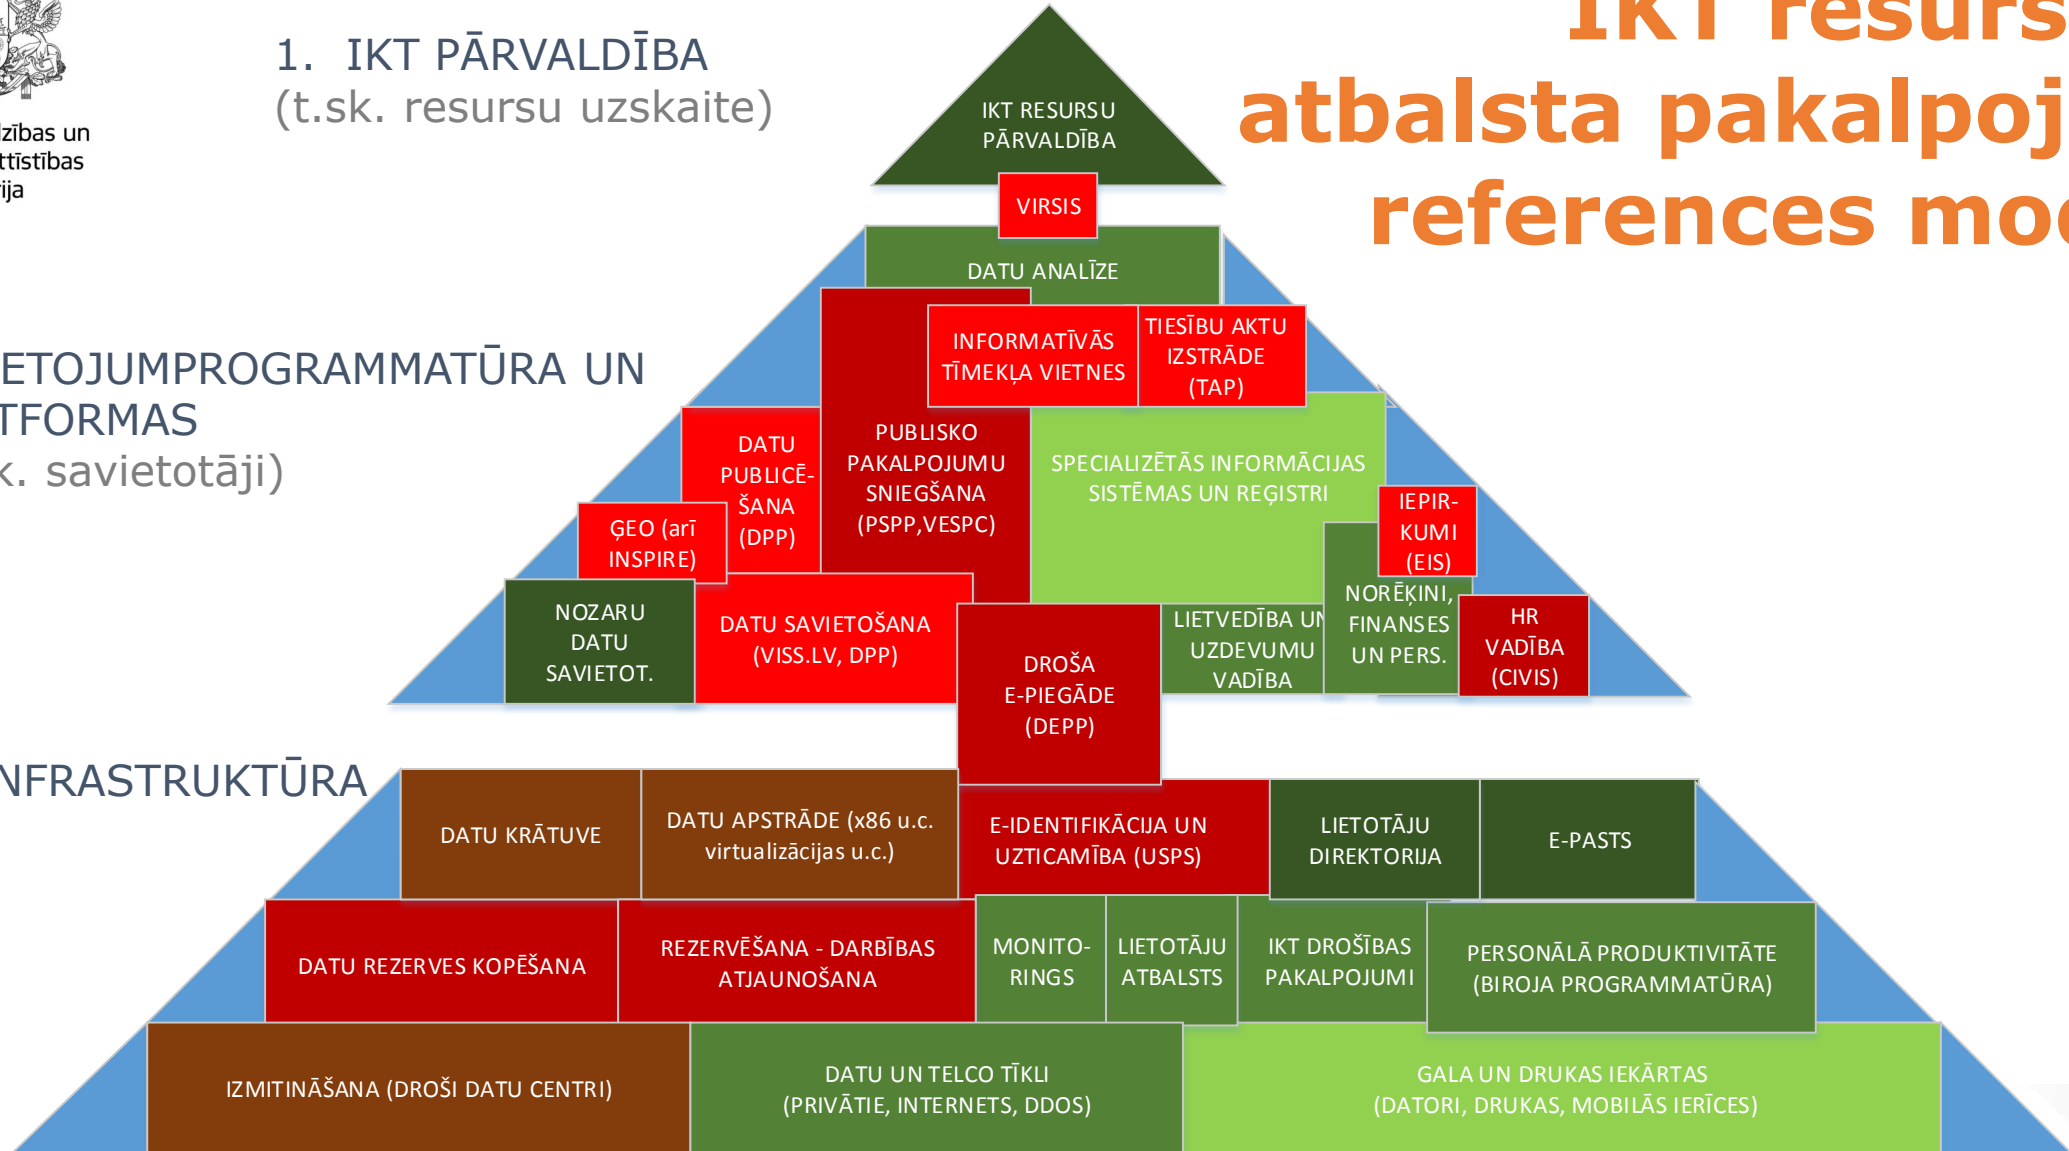 1. IKT PĀRVALDĪBA
(t.sk. resursu uzskaite)
IKT resurs
atbalsta pakalpoj
references mod
dzības un
ttīstības
rija
IKT RESURSU
PĀRVALDĪBA
VIRSIS
DATU ANALĪZE
INFORMATĪVĀS
TĪMEKĻA VIETNES
TIESĪBU AKTU
IZSTRĀDE
(TAP)
ETOJUMPROGRAMMATŪRA UN
TFORMAS
k. savietotāji)
DATU
PUBLICĒ-
ŠANA
(DPP)
PUBLISKO
PAKALPOJUMU
SNIEGŠANA
(PSPP,VESPC)
SPECIALIZĒTĀS INFORMĀCIJAS
SISTĒMAS UN REĢISTRI
IEPIR-
KUMI
(EIS)
ĢEO (arī
INSPIRE)
NOZARU
DATU
SAVIETOT.
DATU SAVIETOŠANA
(VISS.LV, DPP)
DROŠA
E-PIEGĀDE
(DEPP)
LIETVEDĪBA UN
UZDEVUMU
VADĪBA
NORĒĶINI,
FINANSES
UN PERS.
HR
VADĪBA
(CIVIS)
NFRASTRUKTŪRA
DATU KRĀTUVE
DATU APSTRĀDE (x86 u.c.
virtualizācijas u.c.)
E-IDENTIFIKĀCIJA UN
UZTICAMĪBA (USPS)
LIETOTĀJU
DIREKTORIJA
E-PASTS
DATU REZERVES KOPĒŠANA
REZERVĒŠANA - DARBĪBAS
ATJAUNOŠANA
MONITO-
RINGS
LIETOTĀJU
ATBALSTS
IKT DROŠĪBAS
PAKALPOJUMI
PERSONĀLĀ PRODUKTIVITĀTE
(BIROJA PROGRAMMATŪRA)
IZMITINĀŠANA (DROŠI DATU CENTRI)
DATU UN TELCO TĪKLI
(PRIVĀTIE, INTERNETS, DDOS)
GALA UN DRUKAS IEKĀRTAS
(DATORI, DRUKAS, MOBILĀS IERĪCES)